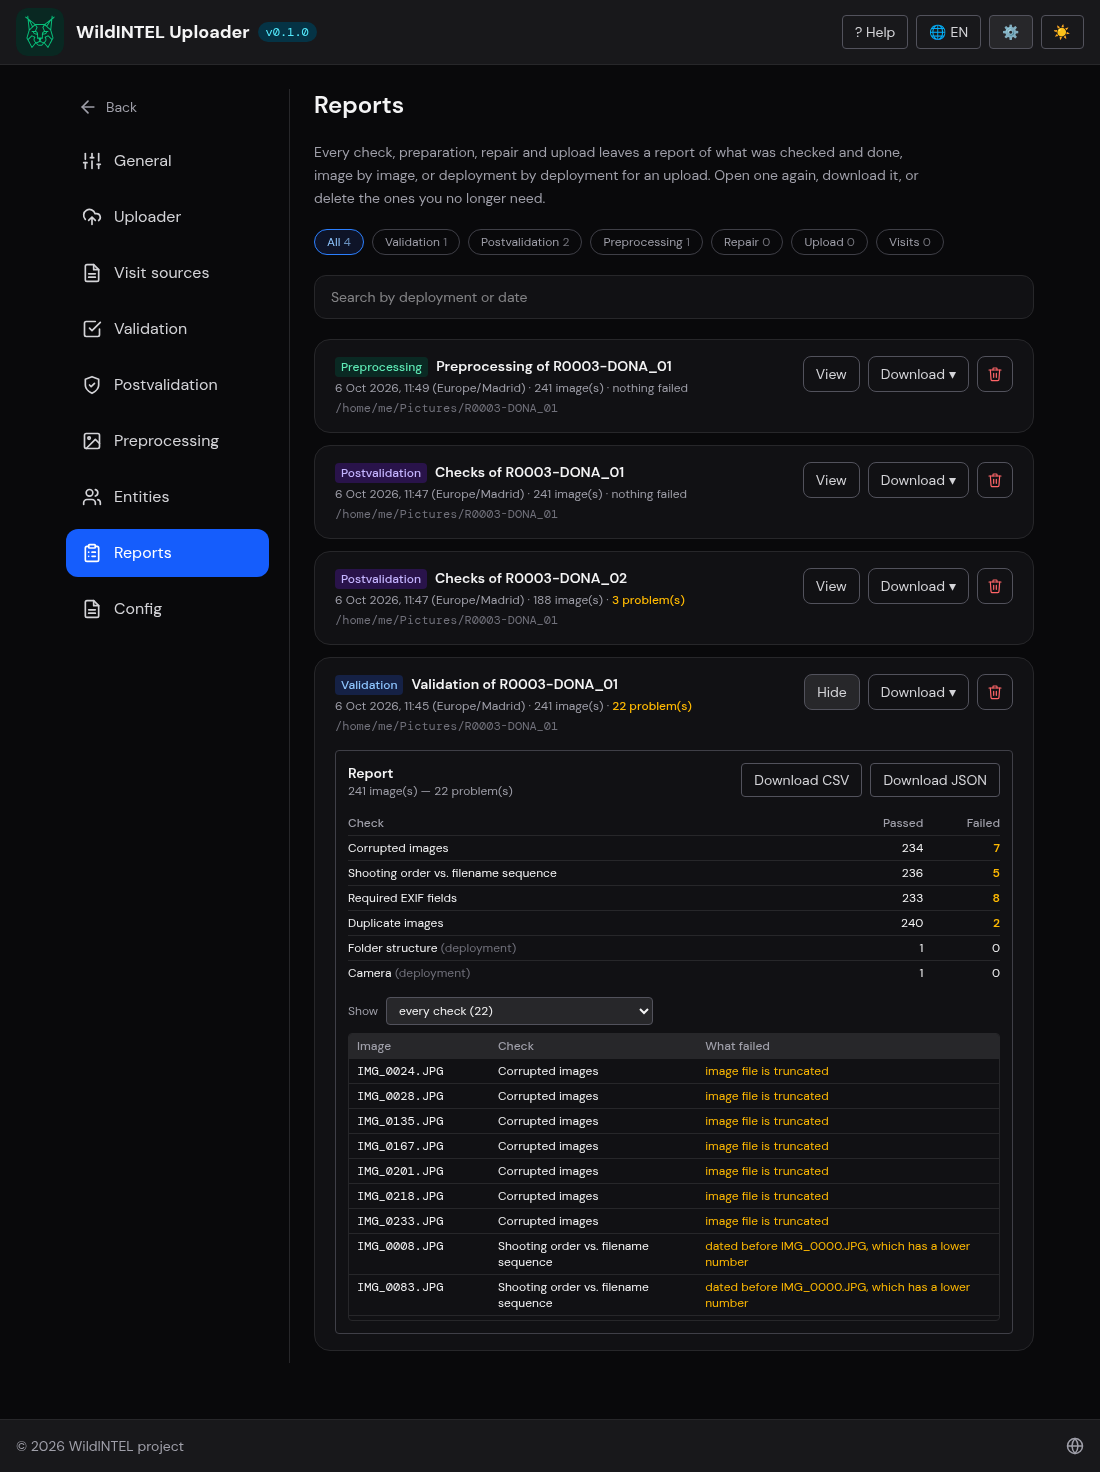 WildINTEL Uploader v0.1.0
? Help
EN
Back
General
Uploader
Visit sources
Validation
Postvalidation
Preprocessing
Entities
Reports
Config
Reports
Every check, preparation, repair and upload leaves a report of what was checked and done,
image by image, or deployment by deployment for an upload. Open one again, download it, or
delete the ones you no longer need.
All 4
Validation 1
Postvalidation 2
Preprocessing 1
Repair 0
Upload 0
Visits 0
Search by deployment or date
Preprocessing Preprocessing of R0003-DONA_01
6 Oct 2026, 11:49 (Europe/Madrid) · 241 image(s) · nothing failed
/home/me/Pictures/R0003-DONA_01
View
Download ▾
Postvalidation Checks of R0003-DONA_01
6 Oct 2026, 11:47 (Europe/Madrid) · 241 image(s) · nothing failed
/home/me/Pictures/R0003-DONA_01
View
Download ▾
Postvalidation Checks of R0003-DONA_02
6 Oct 2026, 11:47 (Europe/Madrid) · 188 image(s) · 3 problem(s)
/home/me/Pictures/R0003-DONA_01
View
Download ▾
Validation Validation of R0003-DONA_01
6 Oct 2026, 11:45 (Europe/Madrid) · 241 image(s) · 22 problem(s)
/home/me/Pictures/R0003-DONA_01
Hide
Download ▾
Report
241 image(s) — 22 problem(s)
Download CSV
Download JSON
Check Passed Failed
Corrupted images 234 7
Shooting order vs. filename sequence 236 5
Required EXIF fields 233 8
Duplicate images 240 2
Folder structure (deployment) 1 0
Camera (deployment) 1 0
Show every check (22)
Image Check What failed
IMG_0024.JPG Corrupted images image file is truncated
IMG_0028.JPG Corrupted images image file is truncated
IMG_0135.JPG Corrupted images image file is truncated
IMG_0167.JPG Corrupted images image file is truncated
IMG_0201.JPG Corrupted images image file is truncated
IMG_0218.JPG Corrupted images image file is truncated
IMG_0233.JPG Corrupted images image file is truncated
IMG_0008.JPG Shooting order vs. filename dated before IMG_0000.JPG, which has a lower
sequence number
IMG_0083.JPG Shooting order vs. filename dated before IMG_0000.JPG, which has a lower
sequence number
© 2026 WildINTEL project